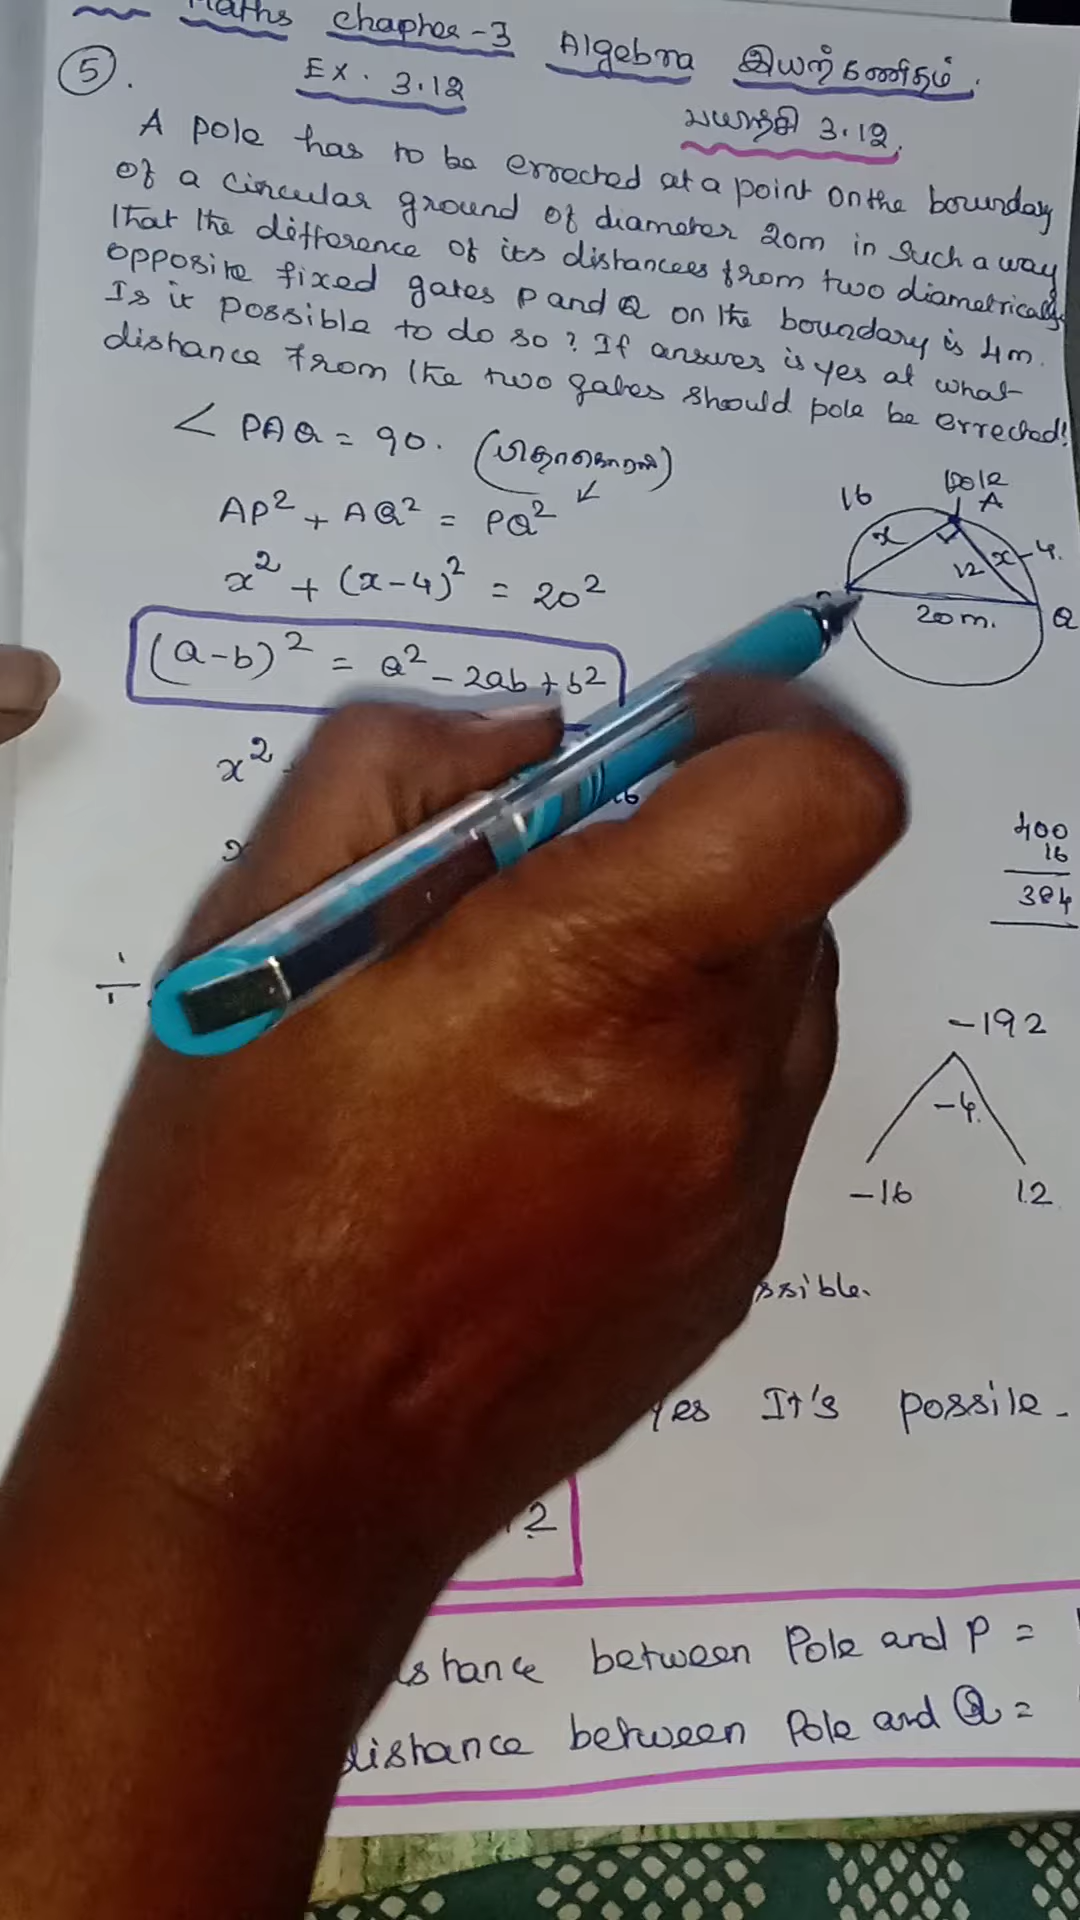 Maths Chapter - 3 Algebra இயற்கணிதம்.
5. Ex. 3.12
பயிற்சி 3.12.
A pole has to be errected at a point on the boundary
of a circular ground of diameter 20m in such a way
that the difference of its distancees from two diametrically
opposite fixed gates P and Q on the boundary is 4m.
Is it possible to do so? If answer is yes at what
distance from the two gates should pole be errected!
∠ PAQ = 90. (பிதாகொரஸ்)
AP² + AQ² = PQ²
x² + (x-4)² = 20²
(a-b)² = a² - 2ab + b²
x²
pole
16 A
x x-4.
12
20m. Q
400
16
384
-192
-4.
-16 12
ssible.
Yes It's possile.
2
istance between Pole and P =
distance between Pole and Q =